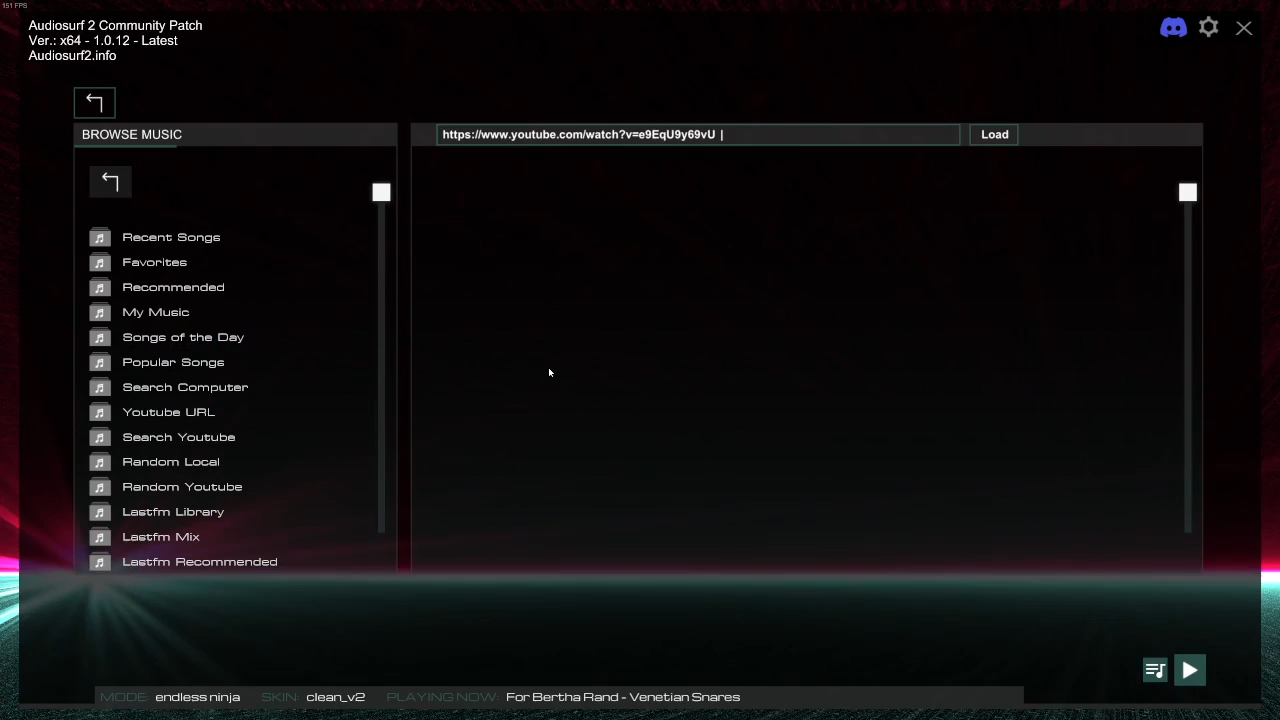 151 FPS
Audiosurf 2 Community Patch
Ver.: x64 - 1.0.12 - Latest
Audiosurf2.info
BROWSE MUSIC
https://www.youtube.com/watch?v=e9EqU9y69vU |
Load
Recent Songs
Favorites
Recommended
My Music
Songs of the Day
Popular Songs
Search Computer
Youtube URL
Search Youtube
Random Local
Random Youtube
Lastfm Library
Lastfm Mix
Lastfm Recommended
MODE: endless ninja SKIN: clean_v2 PLAYING NOW: For Bertha Rand - Venetian Snares